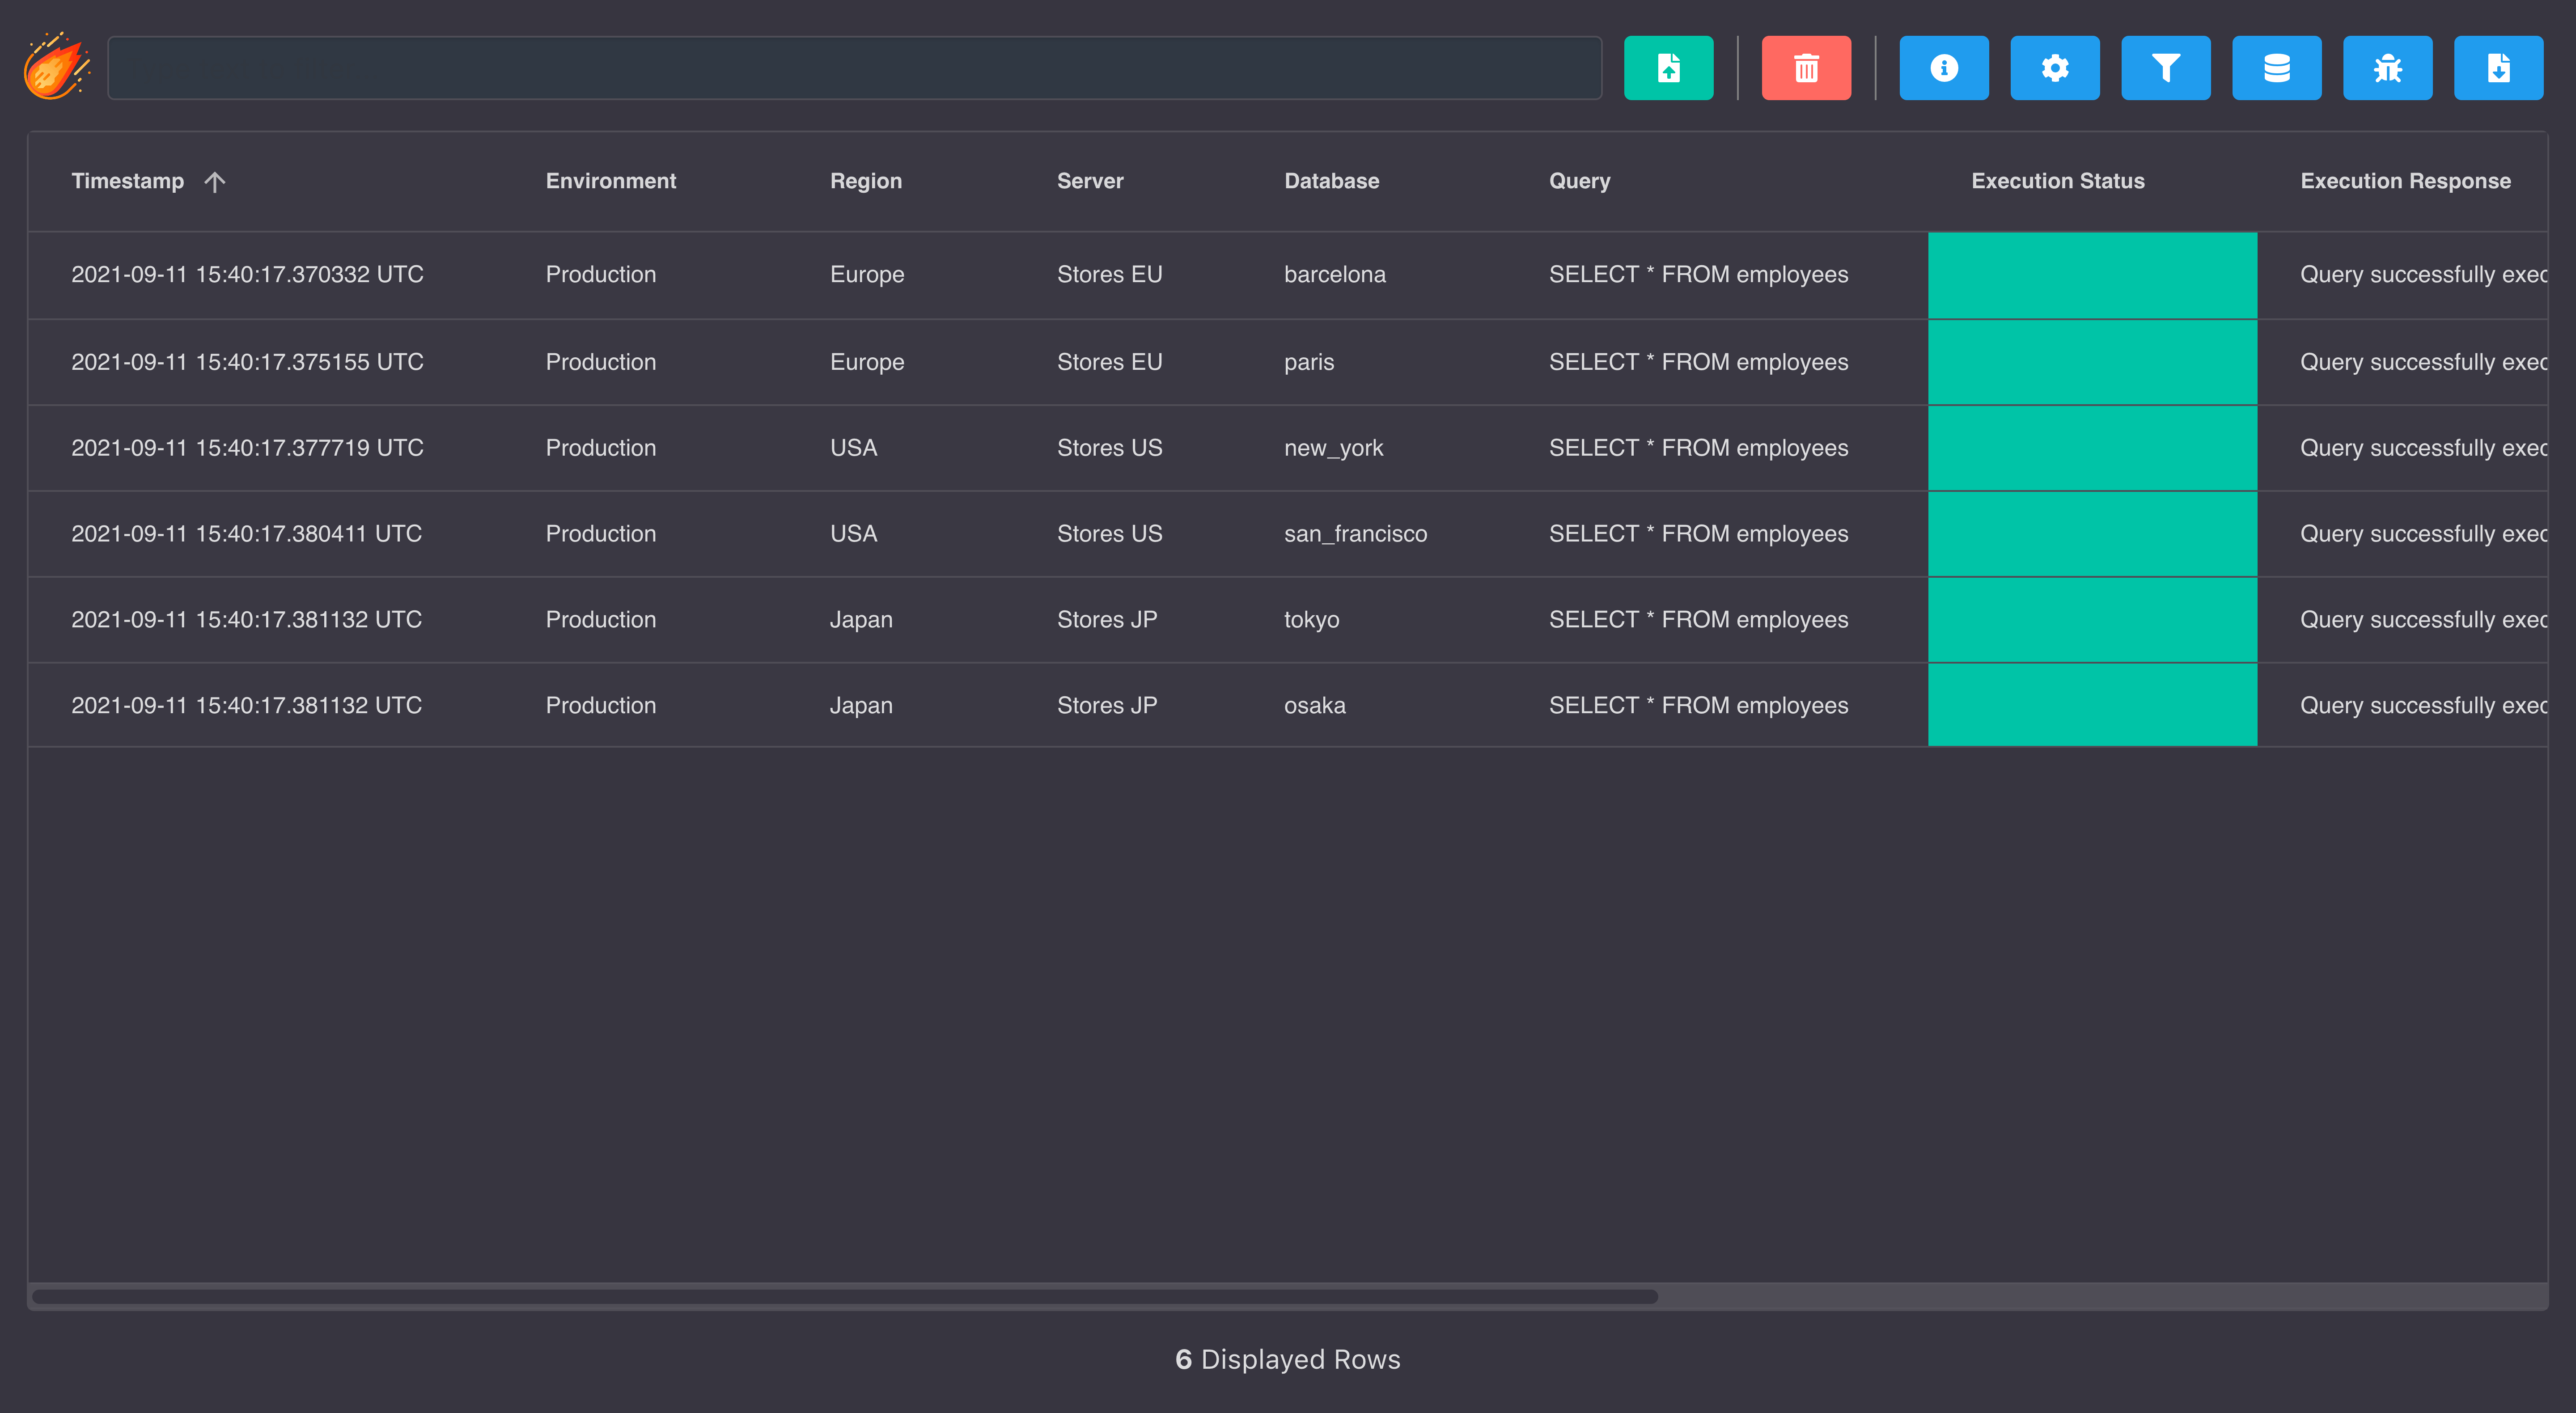 Timestamp Environment Region Server Database Query Execution Status Execution Response
2021-09-11 15:40:17.370332 UTC Production Europe Stores EU barcelona SELECT * FROM employees Query successfully exec
2021-09-11 15:40:17.375155 UTC Production Europe Stores EU paris SELECT * FROM employees Query successfully exec
2021-09-11 15:40:17.377719 UTC Production USA Stores US new_york SELECT * FROM employees Query successfully exec
2021-09-11 15:40:17.380411 UTC Production USA Stores US san_francisco SELECT * FROM employees Query successfully exec
2021-09-11 15:40:17.381132 UTC Production Japan Stores JP tokyo SELECT * FROM employees Query successfully exec
2021-09-11 15:40:17.381132 UTC Production Japan Stores JP osaka SELECT * FROM employees Query successfully exec
6 Displayed Rows